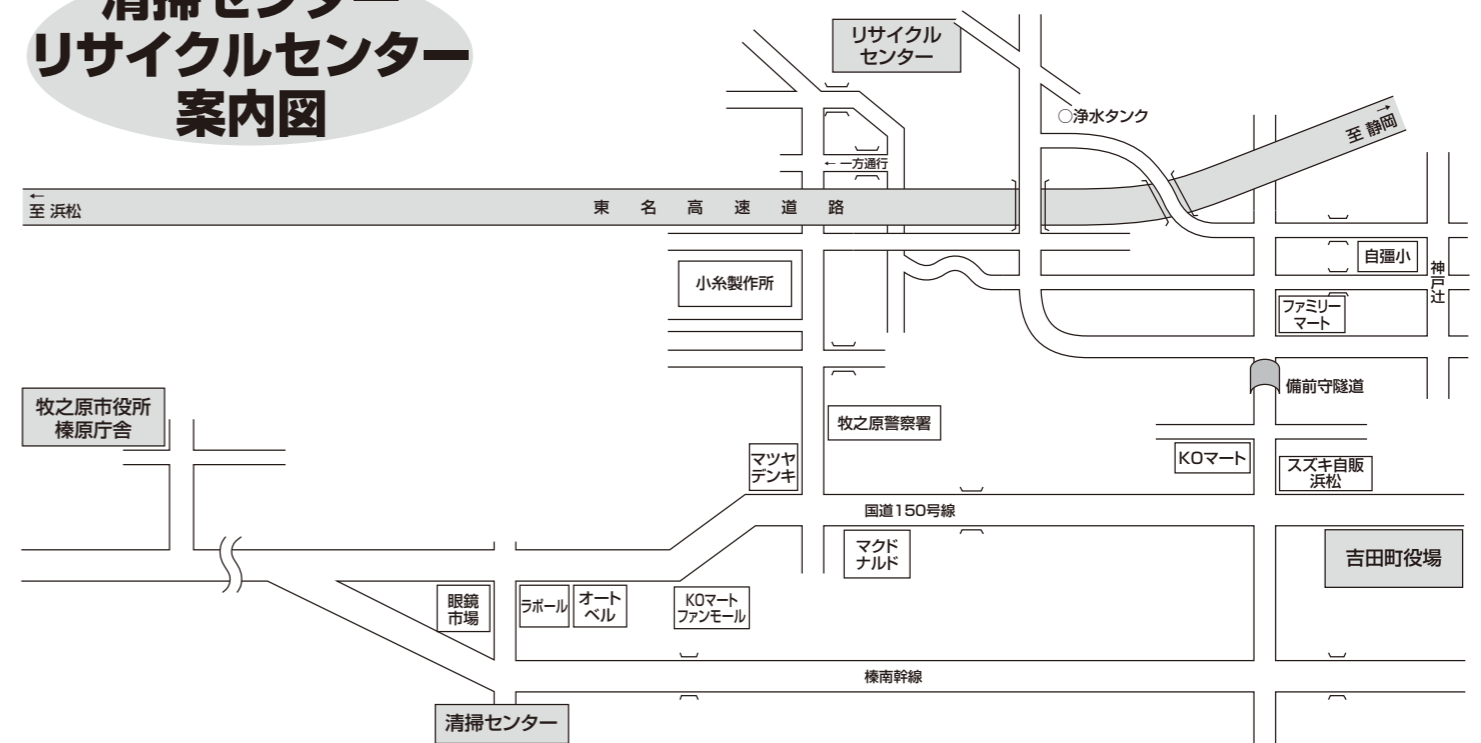 清掃センター
リサイクルセンター
案内図
リサイクル
センター
○浄水タンク
→
至 静岡
← 一方通行
←
至 浜松
東名高速道路
自彊小
神戸辻
小糸製作所
ファミリー
マート
備前守隧道
牧之原市役所
榛原庁舎
牧之原警察署
マツヤ
デンキ
KOマート
スズキ自販
浜松
国道150号線
マクド
ナルド
吉田町役場
眼鏡
市場
ラポール
オート
ベル
KOマート
ファンモール
榛南幹線
清掃センター